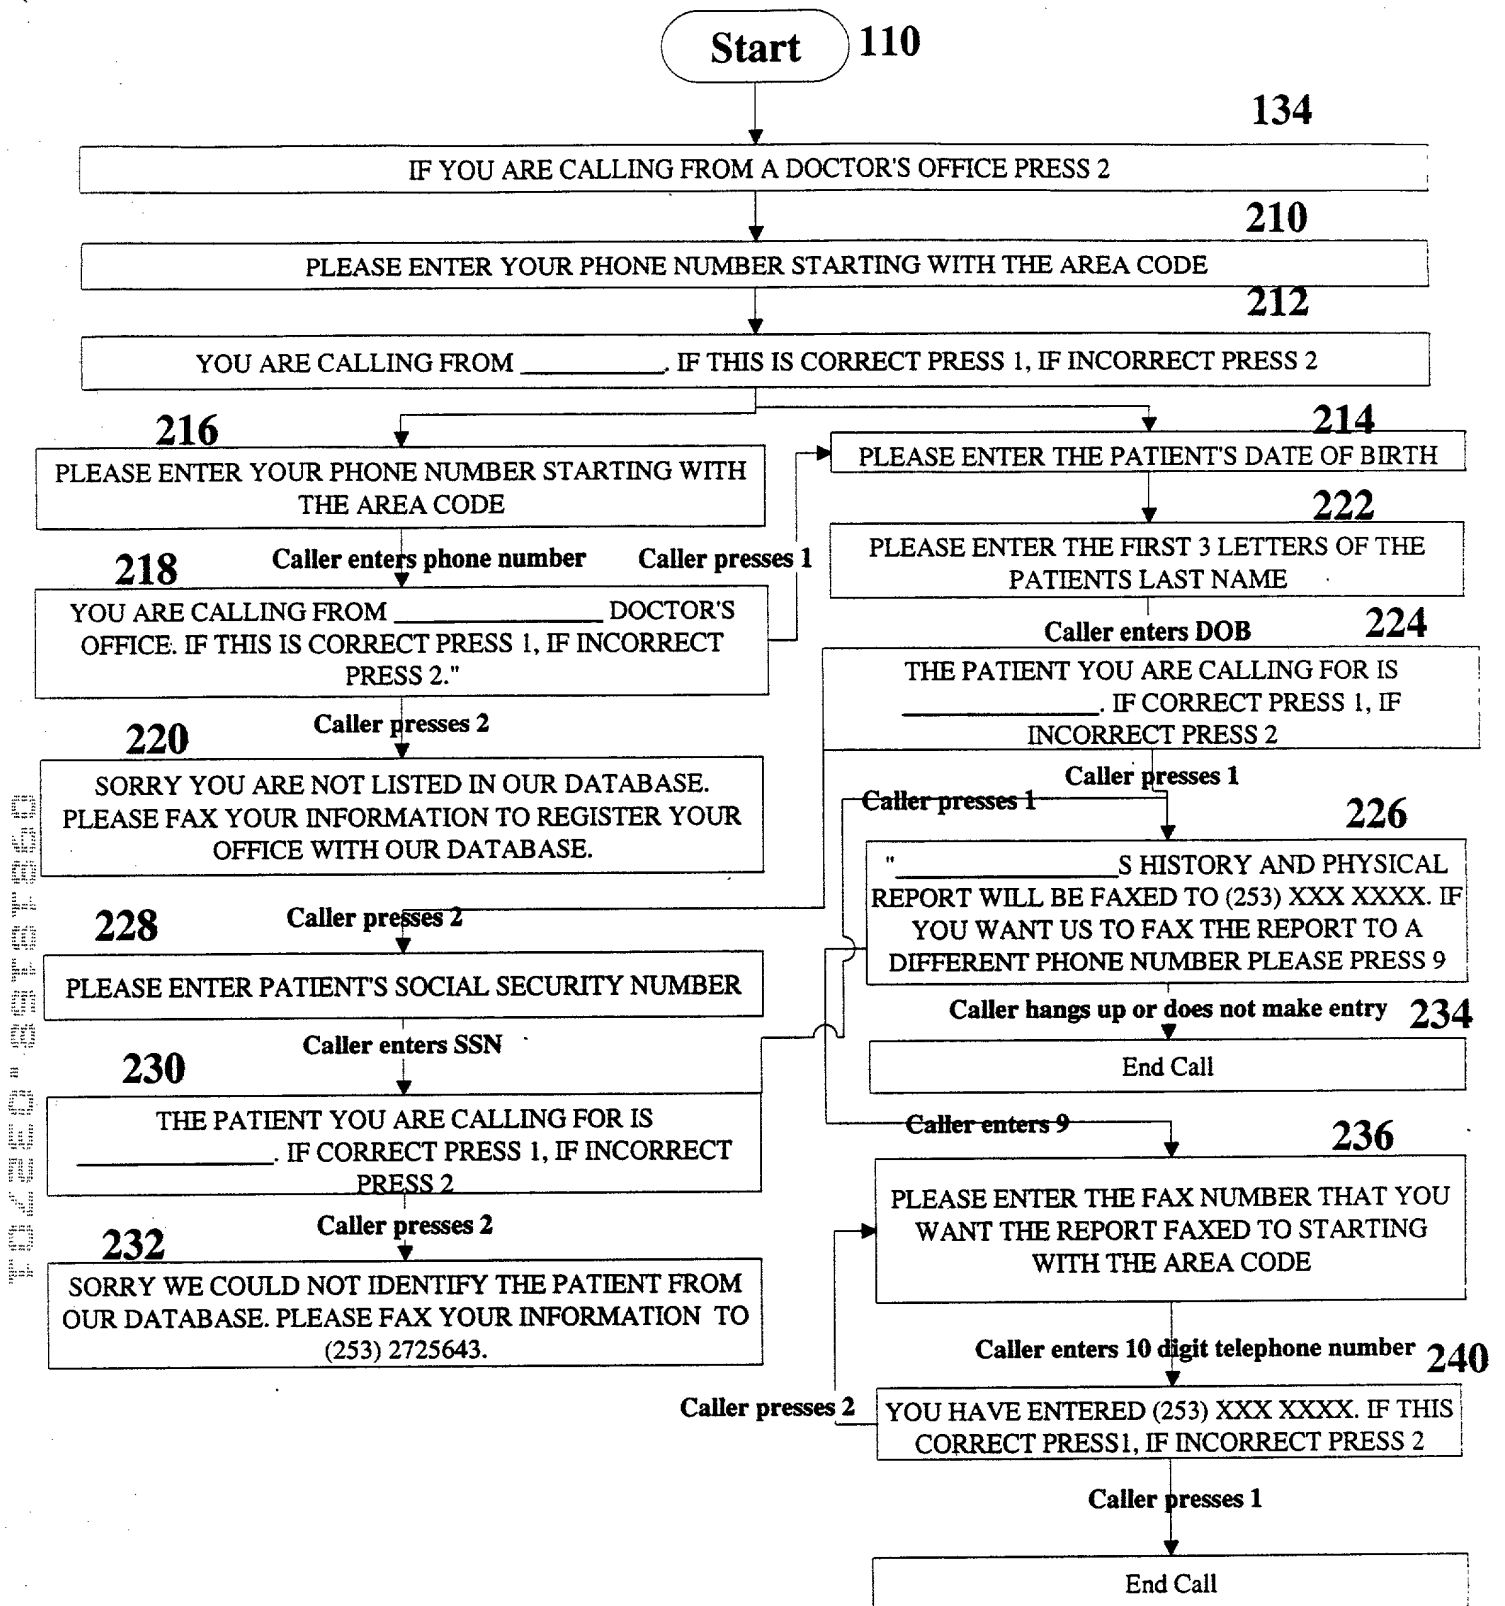 Start 110
134
IF YOU ARE CALLING FROM A DOCTOR'S OFFICE PRESS 2
210
PLEASE ENTER YOUR PHONE NUMBER STARTING WITH THE AREA CODE
212
YOU ARE CALLING FROM ____________. IF THIS IS CORRECT PRESS 1, IF INCORRECT PRESS 2
216
PLEASE ENTER YOUR PHONE NUMBER STARTING WITH
THE AREA CODE
Caller enters phone number
218
YOU ARE CALLING FROM __________________ DOCTOR'S
OFFICE. IF THIS IS CORRECT PRESS 1, IF INCORRECT
PRESS 2."
Caller presses 1
Caller presses 2
220
SORRY YOU ARE NOT LISTED IN OUR DATABASE.
PLEASE FAX YOUR INFORMATION TO REGISTER YOUR
OFFICE WITH OUR DATABASE.
214
PLEASE ENTER THE PATIENT'S DATE OF BIRTH
222
PLEASE ENTER THE FIRST 3 LETTERS OF THE
PATIENTS LAST NAME
Caller enters DOB
224
THE PATIENT YOU ARE CALLING FOR IS
_________________. IF CORRECT PRESS 1, IF
INCORRECT PRESS 2
Caller presses 1
Caller presses 1
226
"___________________S HISTORY AND PHYSICAL
REPORT WILL BE FAXED TO (253) XXX XXXX. IF
YOU WANT US TO FAX THE REPORT TO A
DIFFERENT PHONE NUMBER PLEASE PRESS 9
Caller hangs up or does not make entry
234
End Call
Caller presses 2
228
PLEASE ENTER PATIENT'S SOCIAL SECURITY NUMBER
Caller enters SSN
230
THE PATIENT YOU ARE CALLING FOR IS
_________________. IF CORRECT PRESS 1, IF INCORRECT
PRESS 2
Caller presses 2
232
SORRY WE COULD NOT IDENTIFY THE PATIENT FROM
OUR DATABASE. PLEASE FAX YOUR INFORMATION TO
(253) 2725643.
Caller enters 9
236
PLEASE ENTER THE FAX NUMBER THAT YOU
WANT THE REPORT FAXED TO STARTING
WITH THE AREA CODE
Caller enters 10 digit telephone number
240
Caller presses 2
YOU HAVE ENTERED (253) XXX XXXX. IF THIS
CORRECT PRESS1, IF INCORRECT PRESS 2
Caller presses 1
End Call